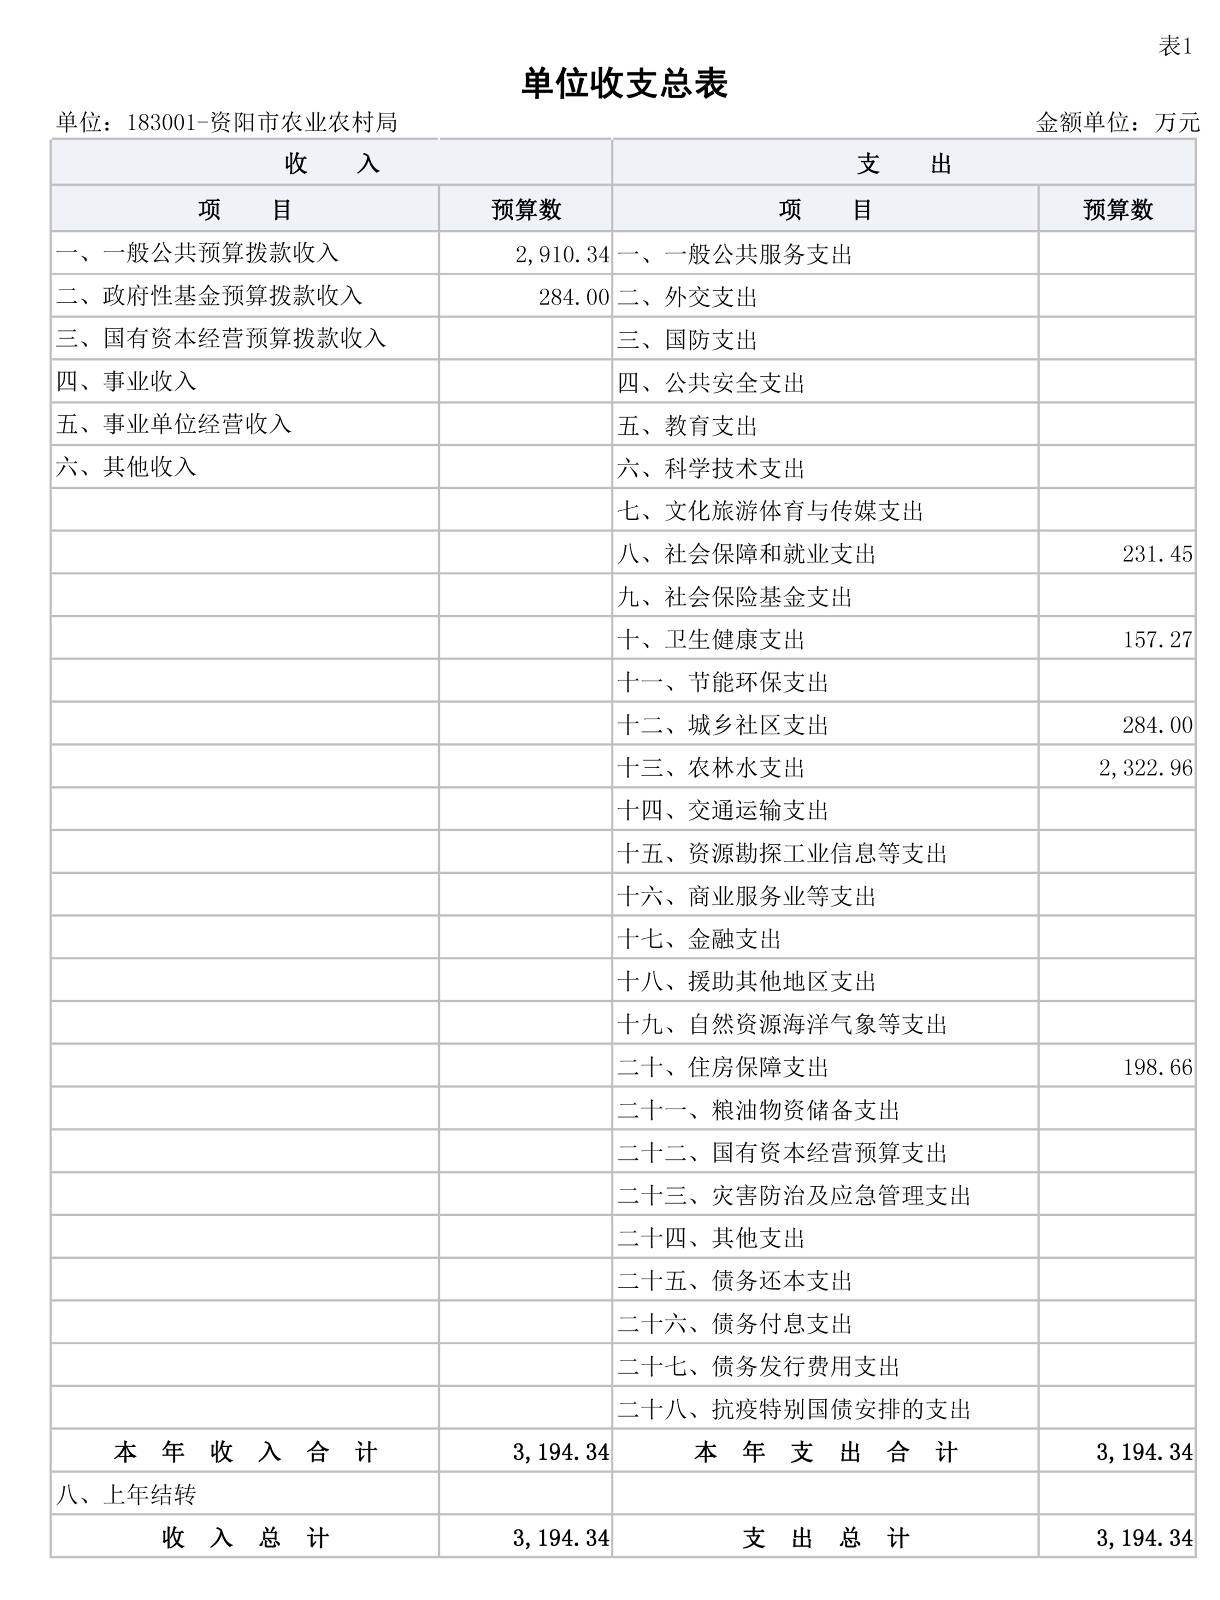 表1
单位收支总表
单位：183001-资阳市农业农村局 金额单位：万元
收 入 支 出
项 目 预算数 项 目 预算数
一、一般公共预算拨款收入 2,910.34 一、一般公共服务支出
二、政府性基金预算拨款收入 284.00 二、外交支出
三、国有资本经营预算拨款收入 三、国防支出
四、事业收入 四、公共安全支出
五、事业单位经营收入 五、教育支出
六、其他收入 六、科学技术支出
七、文化旅游体育与传媒支出
八、社会保障和就业支出 231.45
九、社会保险基金支出
十、卫生健康支出 157.27
十一、节能环保支出
十二、城乡社区支出 284.00
十三、农林水支出 2,322.96
十四、交通运输支出
十五、资源勘探工业信息等支出
十六、商业服务业等支出
十七、金融支出
十八、援助其他地区支出
十九、自然资源海洋气象等支出
二十、住房保障支出 198.66
二十一、粮油物资储备支出
二十二、国有资本经营预算支出
二十三、灾害防治及应急管理支出
二十四、其他支出
二十五、债务还本支出
二十六、债务付息支出
二十七、债务发行费用支出
二十八、抗疫特别国债安排的支出
本 年 收 入 合 计 3,194.34 本 年 支 出 合 计 3,194.34
八、上年结转
收 入 总 计 3,194.34 支 出 总 计 3,194.34